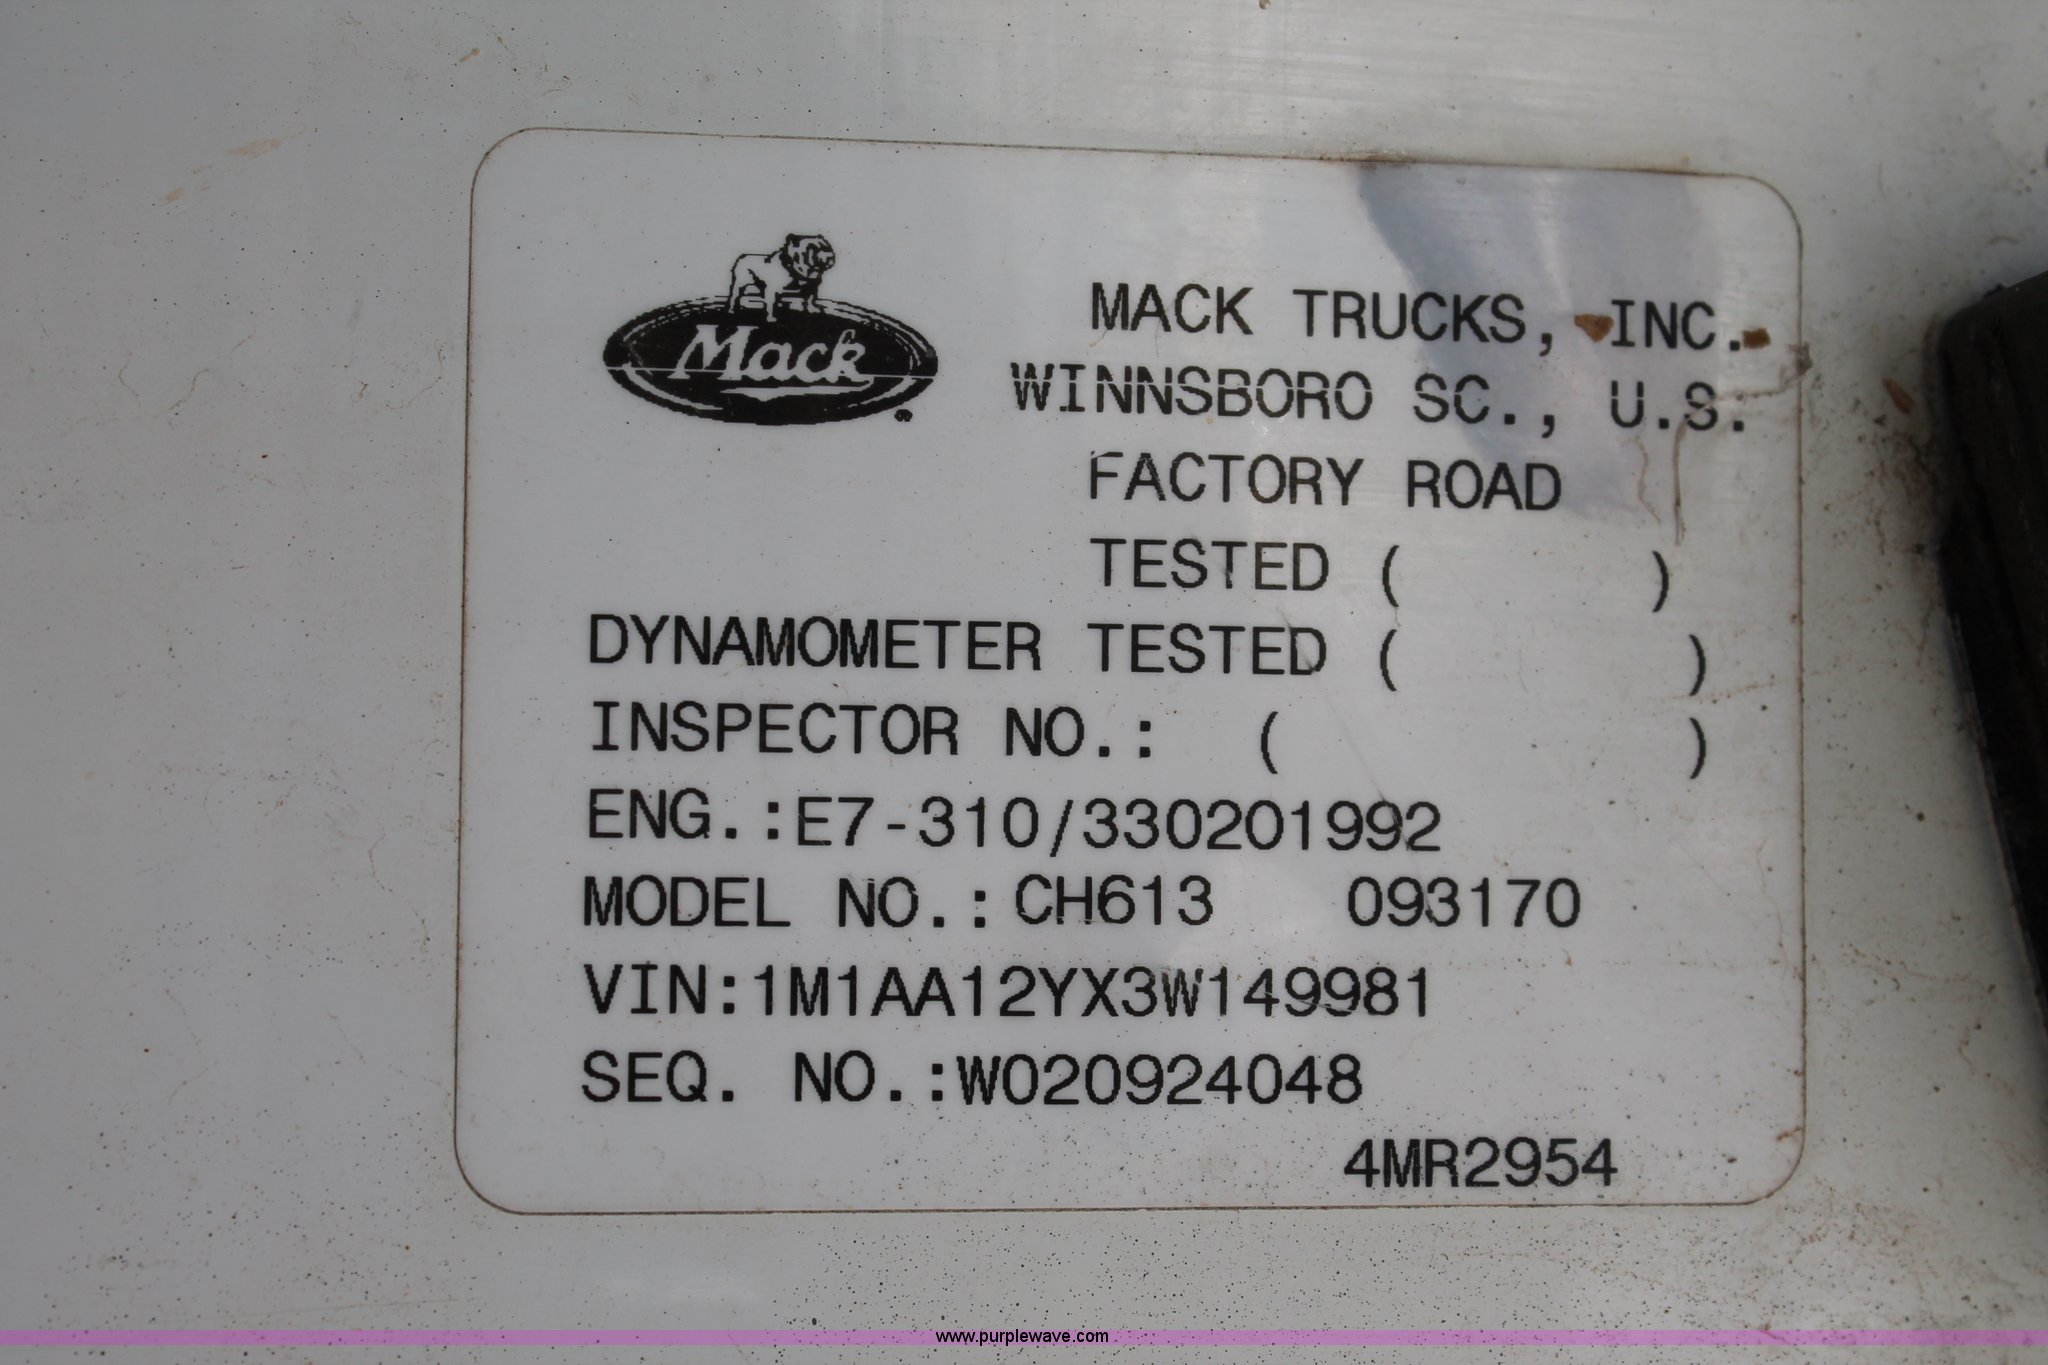 Mack
MACK TRUCKS, INC.
WINNSBORO SC., U.S.
FACTORY ROAD
TESTED ( )
DYNAMOMETER TESTED ( )
INSPECTOR NO.: ( )
ENG.:E7-310/330201992
MODEL NO.:CH613 093170
VIN:1M1AA12YX3W149981
SEQ. NO.:W020924048
4MR2954
www.purplewave.com